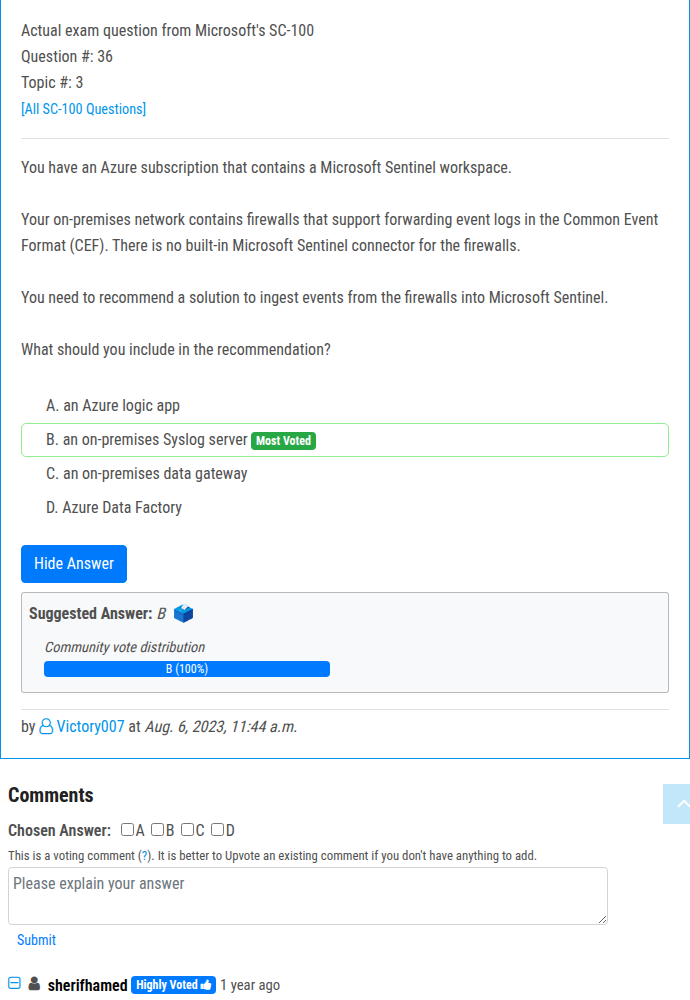 Actual exam question from Microsoft's SC-100
Question #: 36
Topic #: 3
[All SC-100 Questions]
You have an Azure subscription that contains a Microsoft Sentinel workspace.
Your on-premises network contains firewalls that support forwarding event logs in the Common Event
Format (CEF). There is no built-in Microsoft Sentinel connector for the firewalls.
You need to recommend a solution to ingest events from the firewalls into Microsoft Sentinel.
What should you include in the recommendation?
A. an Azure logic app
B. an on-premises Syslog server Most Voted
C. an on-premises data gateway
D. Azure Data Factory
Hide Answer
Suggested Answer: B
Community vote distribution
B (100%)
by Victory007 at Aug. 6, 2023, 11:44 a.m.
Comments
Chosen Answer: A B C D
This is a voting comment (?). It is better to Upvote an existing comment if you don't have anything to add.
Please explain your answer
Submit
sherifhamed Highly Voted 1 year ago